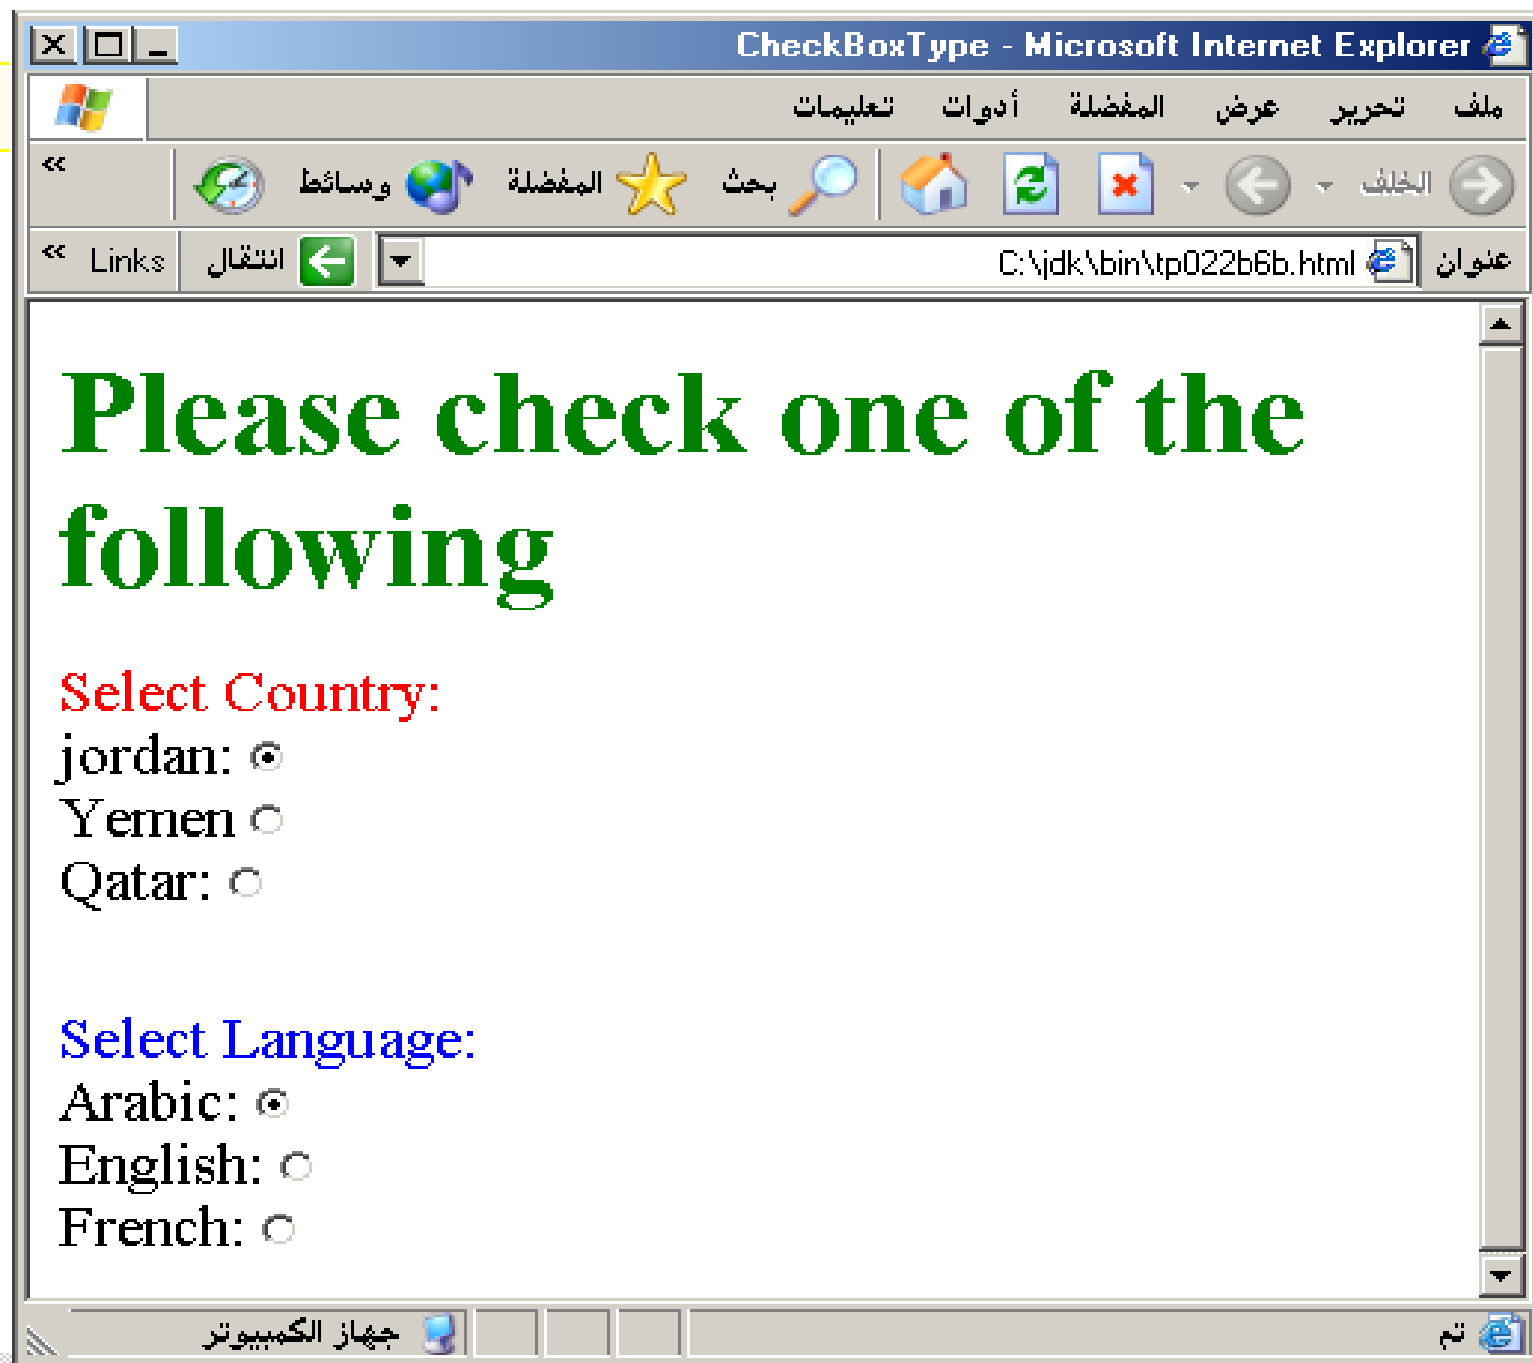 CheckBoxType - Microsoft Internet Explorer
ملف تحرير عرض المفضلة أدوات تعليمات
الخلف بحث المفضلة وسائط »
عنوان C:\jdk\bin\tp022b6b.html انتقال Links »
Please check one of the
following
Select Country:
jordan:
Yemen
Qatar:
Select Language:
Arabic:
English:
French:
تم جهاز الكمبيوتر